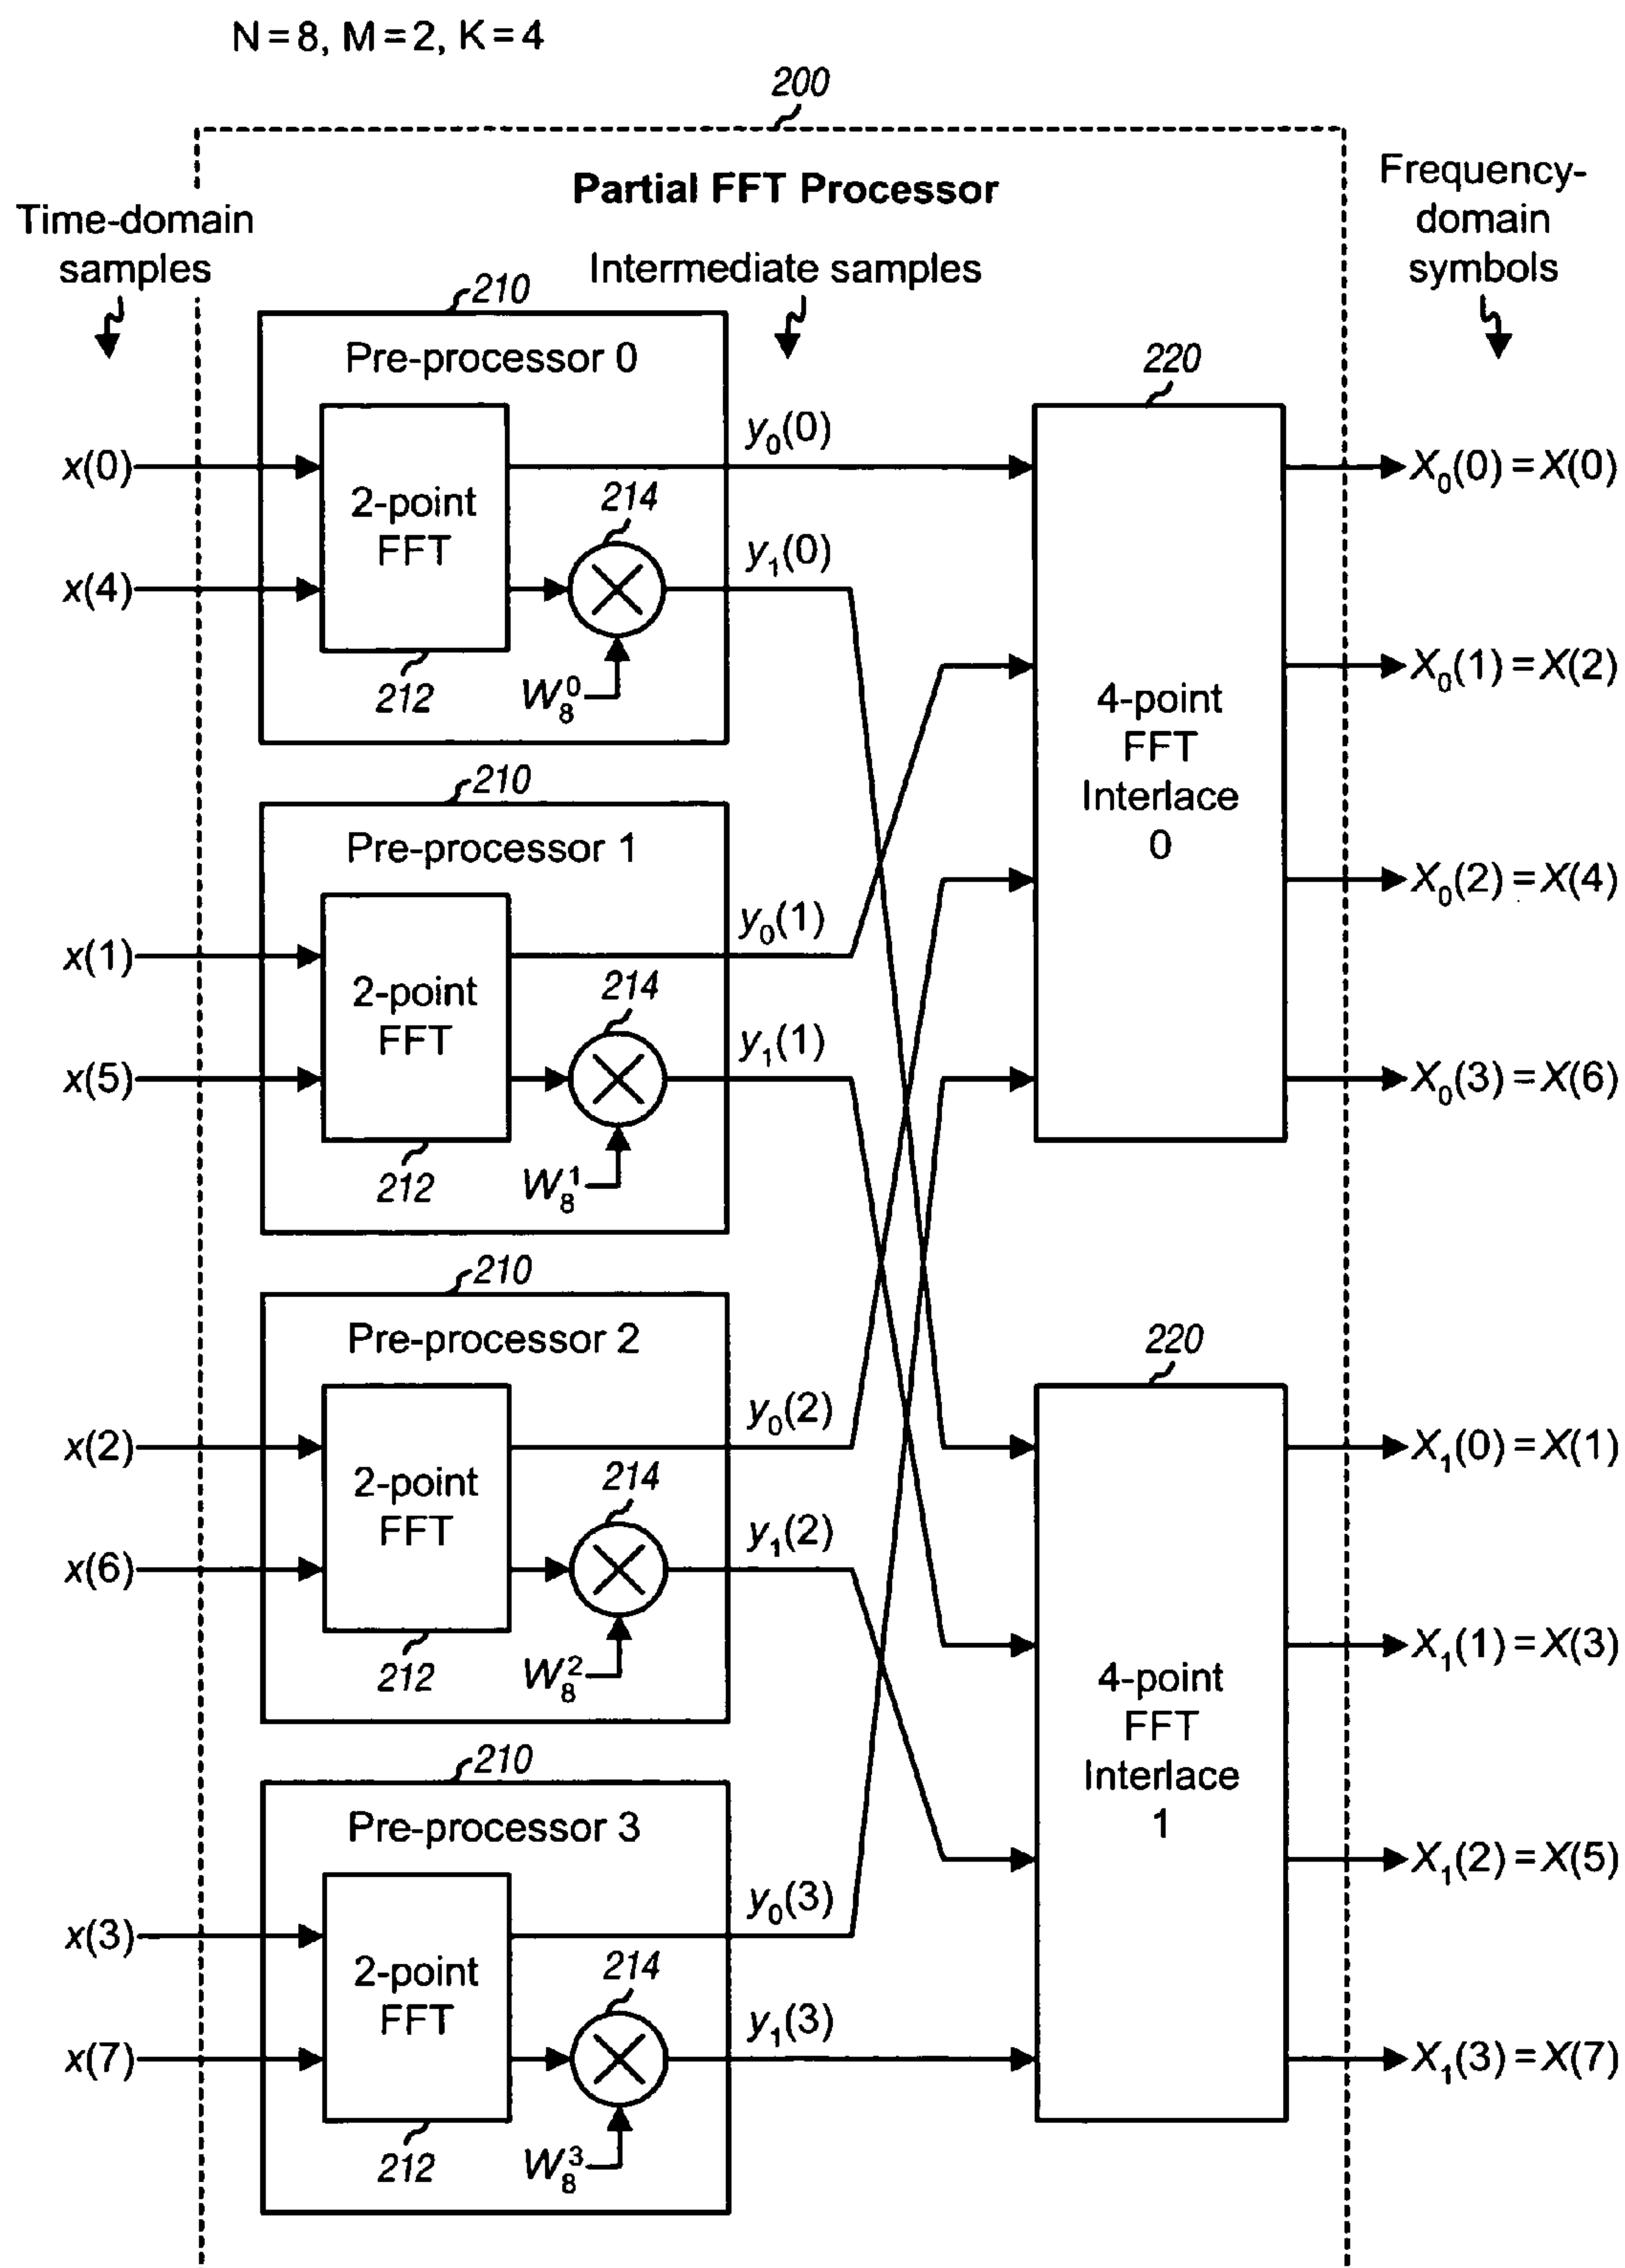 N=8, M=2, K=4
200
Partial FFT Processor
Time-domain
samples
Intermediate samples
Frequency-
domain
symbols
210
Pre-processor 0
x(0)
x(4)
2-point
FFT
212
214
W₈⁰
y₀(0)
y₁(0)
210
Pre-processor 1
x(1)
x(5)
2-point
FFT
212
214
W₈¹
y₀(1)
y₁(1)
210
Pre-processor 2
x(2)
x(6)
2-point
FFT
212
214
W₈²
y₀(2)
y₁(2)
210
Pre-processor 3
x(3)
x(7)
2-point
FFT
212
214
W₈³
y₀(3)
y₁(3)
220
4-point
FFT
Interlace
0
X₀(0) = X(0)
X₀(1) = X(2)
X₀(2) = X(4)
X₀(3) = X(6)
220
4-point
FFT
Interlace
1
X₁(0) = X(1)
X₁(1) = X(3)
X₁(2) = X(5)
X₁(3) = X(7)